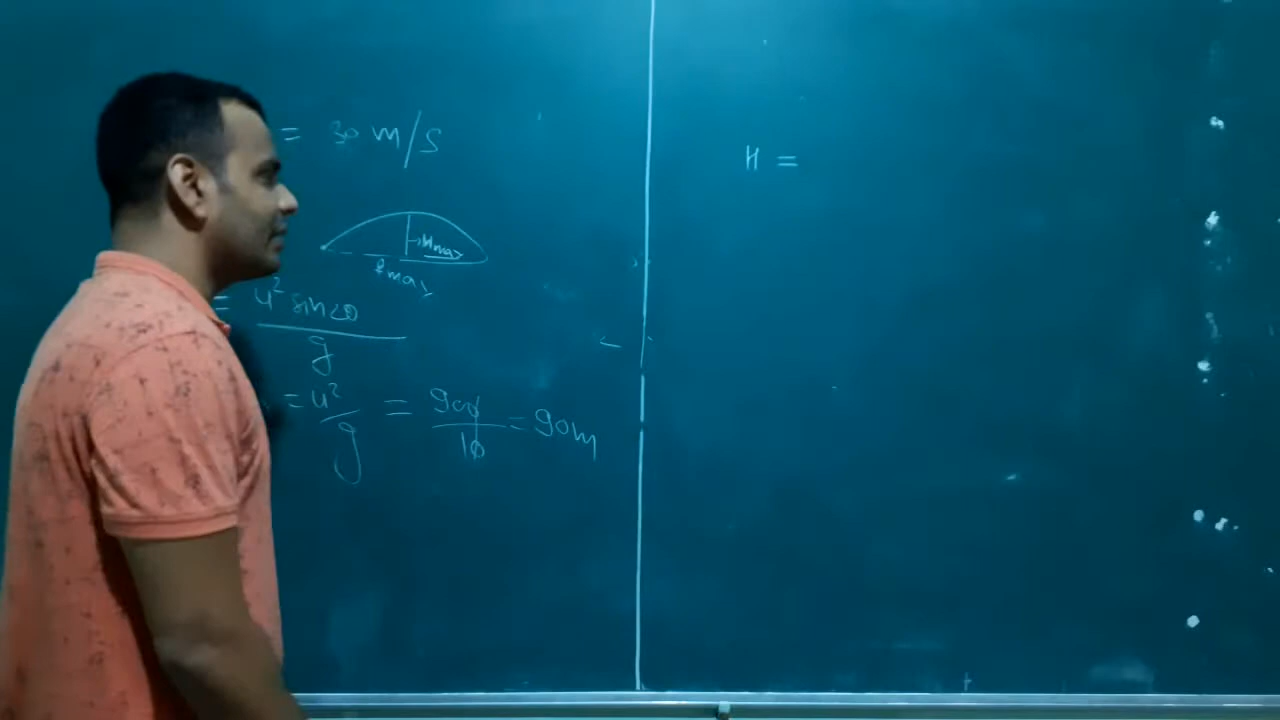 = 30 m/s
Hmax
Rmax
= u² sin2θ
g
= u² = 900 = 90m
g 10
H =